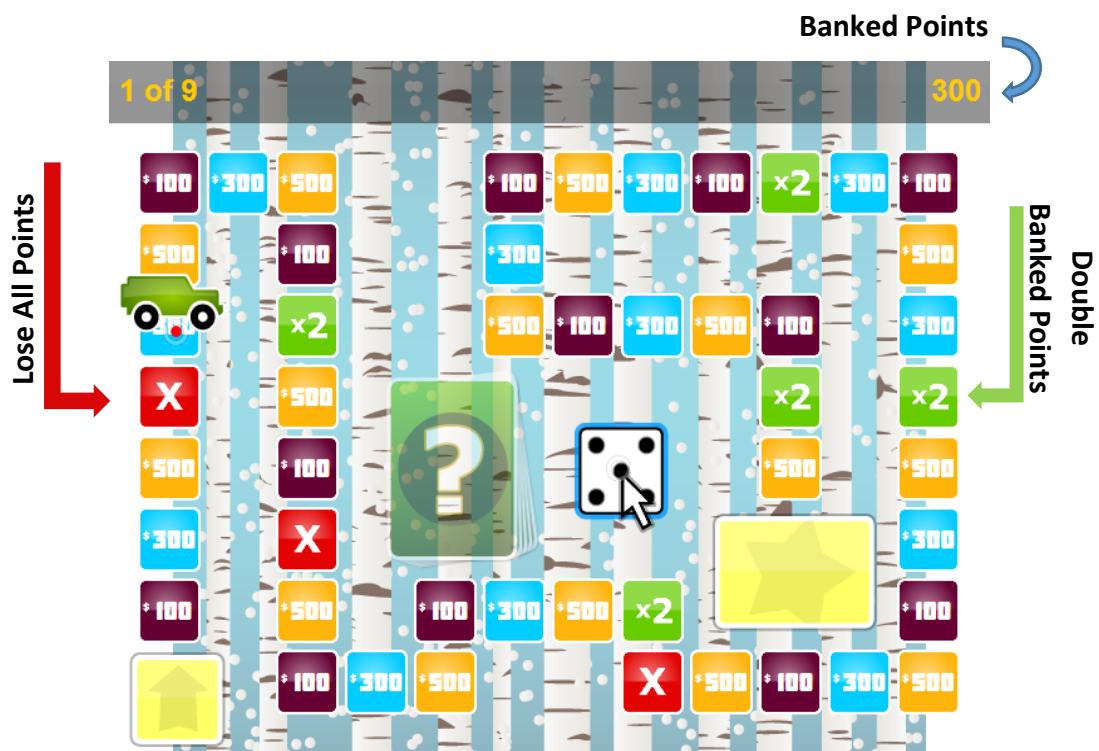 Banked Points
1 of 9 300
Lose All Points
Double
Banked Points
$100 $300 $500 $100 $500 $300 $100 x2 $300 $100
$500 $100 $300 $500
x2 $500 $100 $300 $500 $100 $300
X $500 x2 x2
$500 $100 ? $500 $500
$300 X $300
$100 $500 $100 $300 $500 x2 $100
$100 $300 $500 X $500 $100 $300 $500